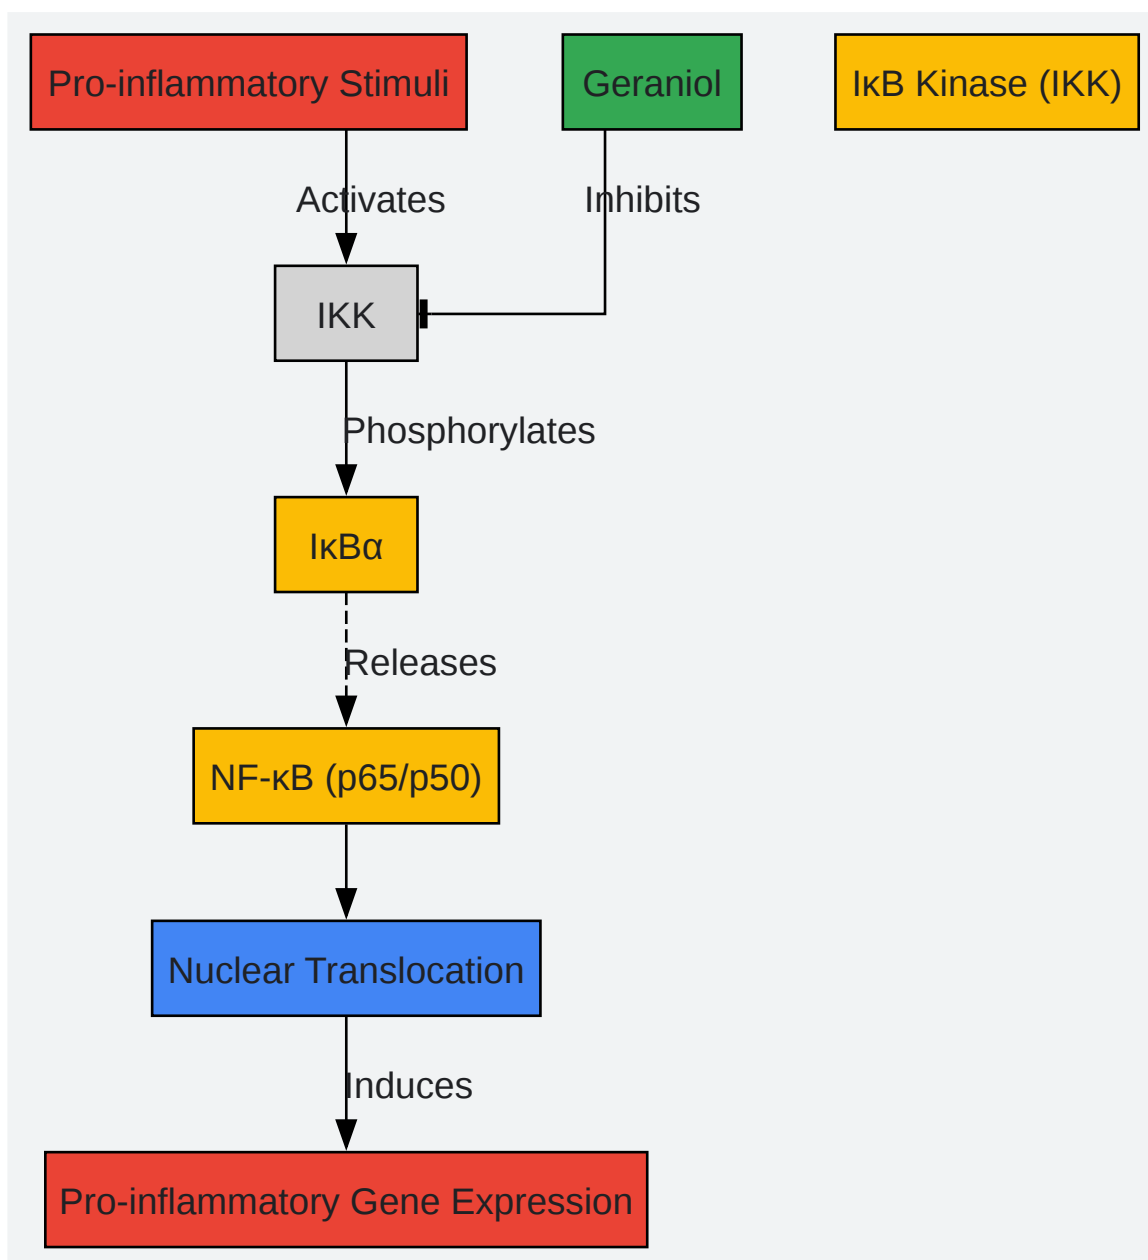 Pro-inflammatory Stimuli
Geraniol
IκB Kinase (IKK)
Activates
Inhibits
IKK
Phosphorylates
IκBα
Releases
NF-κB (p65/p50)
Nuclear Translocation
Induces
Pro-inflammatory Gene Expression